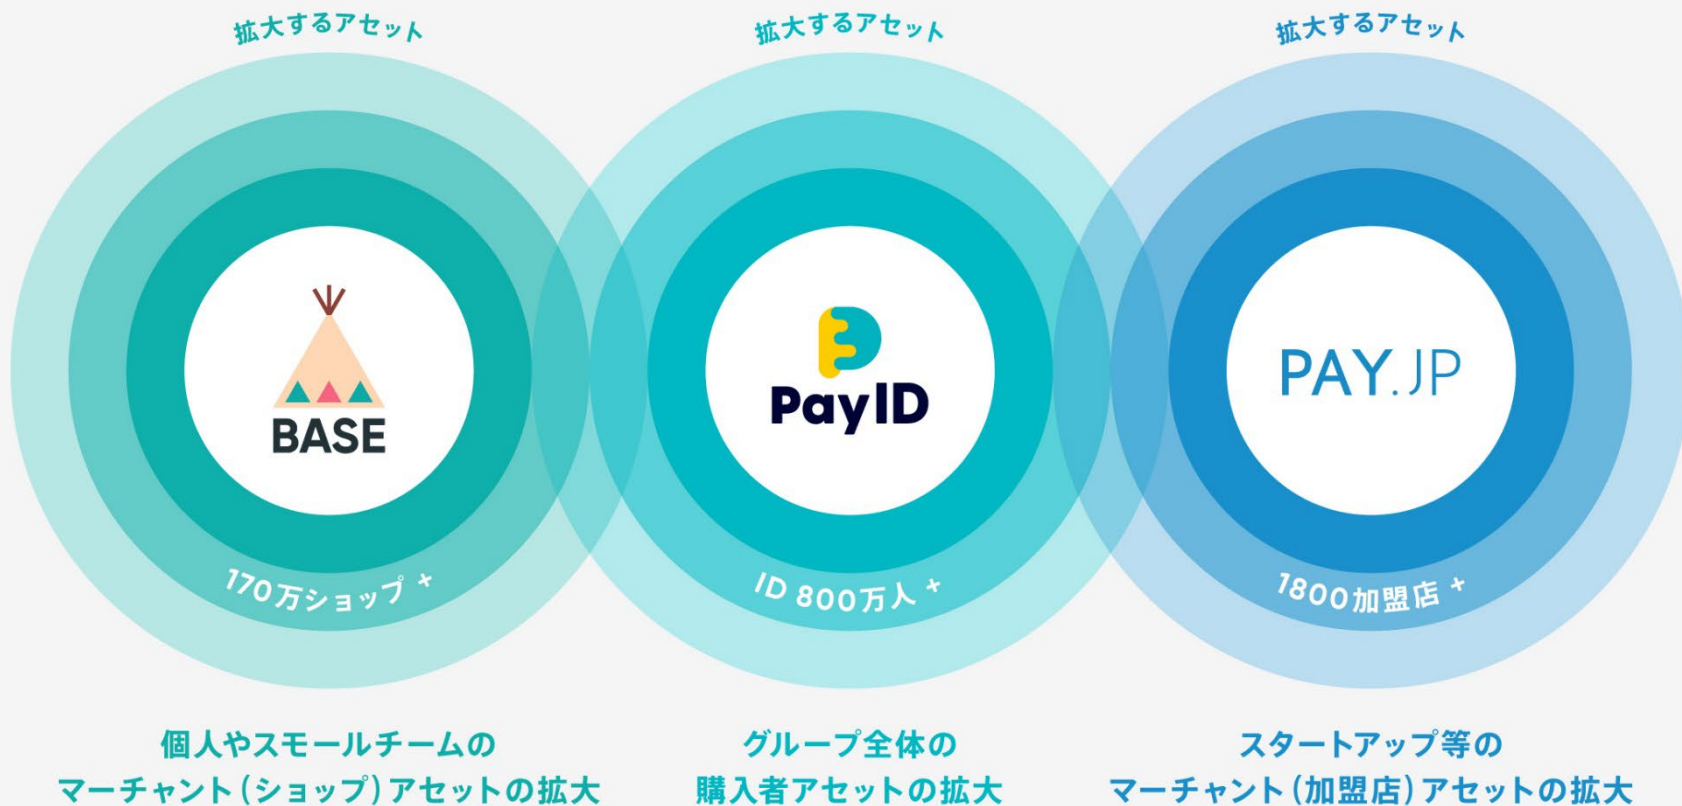 拡大するアセット
BASE
170万ショップ +
個人やスモールチームの
マーチャント(ショップ)アセットの拡大
拡大するアセット
PayID
ID 800万人 +
グループ全体の
購入者アセットの拡大
拡大するアセット
PAY.JP
1800加盟店 +
スタートアップ等の
マーチャント(加盟店)アセットの拡大